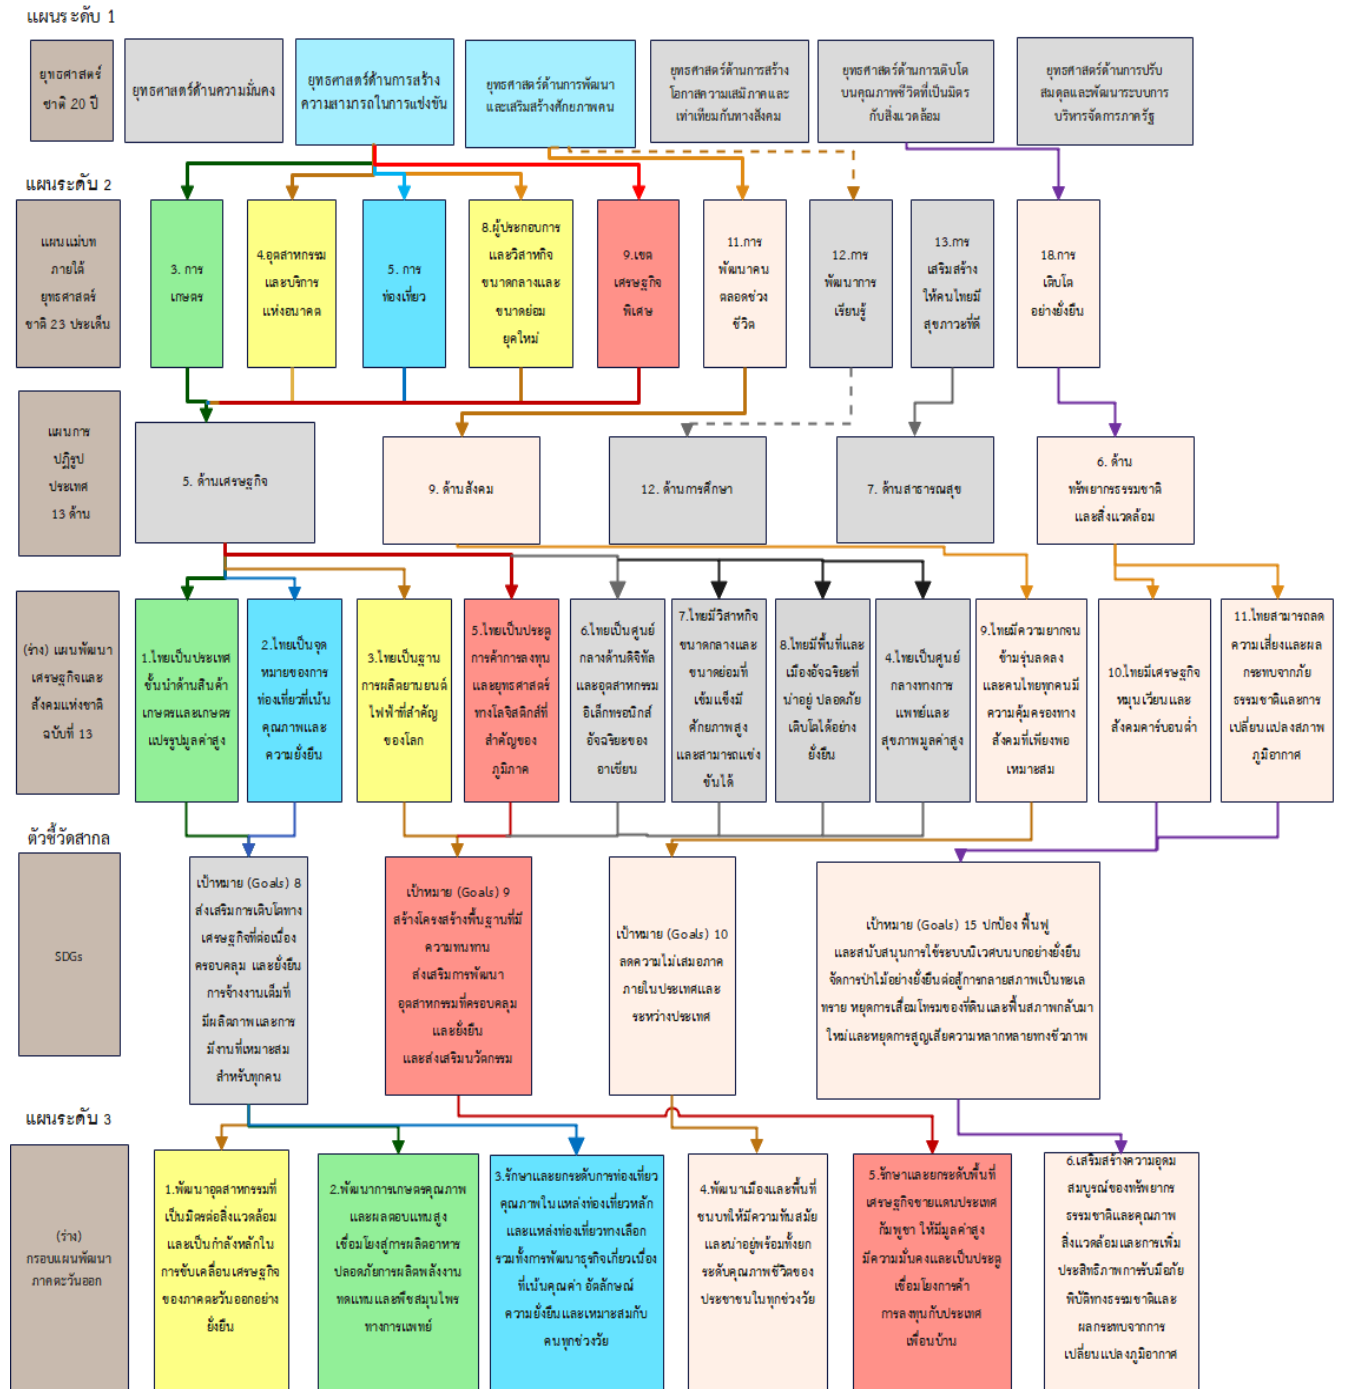 แผนระดับ 1
ยุทธศาสตร์
ชาติ 20 ปี
ยุทธศาสตร์ด้านความมั่นคง
ยุทธศาสตร์ด้านการสร้าง
ความสามารถในการแข่งขัน
ยุทธศาสตร์ด้านการพัฒนา
และเสริมสร้างศักยภาพคน
ยุทธศาสตร์ด้านการสร้าง
โอกาสความเสมิภาคและ
เท่าเทียมกันทางสังคม
ยุทธศาสตร์ด้านการเติบโต
บนคุณภาพชีวิตที่เป็นมิตร
กับสิ่งแวดล้อม
ยุทธศาสตร์ด้านการปรับ
สมดุลและพัฒนาระบบการ
บริหารจัดการภาครัฐ
แผนระดับ 2
แผนแม่บท
ภายใต้
ยุทธศาสตร์
ชาติ 23 ประเด็น
3. การ
เกษตร
4.อุตสาหกรรม
และบริการ
แห่งอนาคต
5. การ
ท่องเที่ยว
8.ผู้ประกอบการ
และวิสาหกิจ
ขนาดกลางและ
ขนาดย่อม
ยุคใหม่
9.เขต
เศรษฐกิจ
พิเศษ
11.การ
พัฒนาคน
ตลอดช่วง
ชีวิต
12.การ
พัฒนาการ
เรียนรู้
13.การ
เสริมสร้าง
ให้คนไทยมี
สุขภาวะที่ดี
18.การ
เติบโต
อย่างยั่งยืน
แผนการ
ปฏิรูป
ประเทศ
13 ด้าน
5. ด้านเศรษฐกิจ
9. ด้านสังคม
12. ด้านการศึกษา
7. ด้านสาธารณสุข
6. ด้าน
ทรัพยากรธรรมชาติ
และสิ่งแวดล้อม
(ร่าง) แผนพัฒนา
เศรษฐกิจและ
สังคมแห่งชาติ
ฉบับที่ 13
1.ไทยเป็นประเทศ
ชั้นนำด้านสินค้า
เกษตรและเกษตร
แปรรูปมูลค่าสูง
2.ไทยเป็นจุด
หมายของการ
ท่องเที่ยวที่เน้น
คุณภาพและ
ความยั่งยืน
3.ไทยเป็นฐาน
การผลิตยานยนต์
ไฟฟ้าที่สำคัญ
ของโลก
5.ไทยเป็นประตู
การค้าการลงทุน
และยุทธศาสตร์
ทางโลจิสติกส์ที่
สำคัญของ
ภูมิภาค
6.ไทยเป็นศูนย์
กลางด้านดิจิทัล
และอุตสาหกรรม
อิเล็กทรอนิกส์
อัจฉริยะของ
อาเซียน
7.ไทยมีวิสาหกิจ
ขนาดกลางและ
ขนาดย่อมที่
เข้มแข็งมี
ศักยภาพสูง
และสามารถแข่ง
ขันได้
8.ไทยมีพื้นที่และ
เมืองอัจฉริยะที่
น่าอยู่ ปลอดภัย
เติบโตได้อย่าง
ยั่งยืน
4.ไทยเป็นศูนย์
กลางทางการ
แพทย์และ
สุขภาพมูลค่าสูง
9.ไทยมีความยากจน
ข้ามรุ่นลดลง
และคนไทยทุกคนมี
ความคุ้มครองทาง
สังคมที่เพียงพอ
เหมาะสม
10.ไทยมีเศรษฐกิจ
หมุนเวียนและ
สังคมคาร์บอนต่ำ
11.ไทยสามารถลด
ความเสี่ยงและผล
กระทบจากภัย
ธรรมชาติและการ
เปลี่ยนแปลงสภาพ
ภูมิอากาศ
ตัวชี้วัดสากล
SDGs
เป้าหมาย (Goals) 8
ส่งเสริมการเติบโตทาง
เศรษฐกิจที่ต่อเนื่อง
ครอบคลุม และยั่งยืน
การจ้างงานเต็มที่
มีผลิตภาพและการ
มีงานที่เหมาะสม
สำหรับทุกคน
เป้าหมาย (Goals) 9
สร้างโครงสร้างพื้นฐานที่มี
ความทนทาน
ส่งเสริมการพัฒนา
อุตสาหกรรมที่ครอบคลุม
และยั่งยืน
และส่งเสริมนวัตกรรม
เป้าหมาย (Goals) 10
ลดความไม่เสมอภาค
ภายในประเทศและ
ระหว่างประเทศ
เป้าหมาย (Goals) 15 ปกป้อง ฟื้นฟู
และสนับสนุนการใช้ระบบนิเวศบนบกอย่างยั่งยืน
จัดการป่าไม้อย่างยั่งยืนต่อสู้การกลายสภาพเป็นทะเล
ทราย หยุดการเสื่อมโทรมของที่ดินและฟื้นสภาพกลับมา
ใหม่และหยุดการสูญเสียความหลากหลายทางชีวภาพ
แผนระดับ 3
(ร่าง)
กรอบแผนพัฒนา
ภาคตะวันออก
1.พัฒนาอุตสาหกรรมที่
เป็นมิตรต่อสิ่งแวดล้อม
และเป็นกำลังหลักใน
การขับเคลื่อนเศรษฐกิจ
ของภาคตะวันออกอย่าง
ยั่งยืน
2.พัฒนาการเกษตรคุณภาพ
และผลตอบแทนสูง
เชื่อมโยงสู่การผลิตอาหาร
ปลอดภัยการผลิตพลังงาน
ทดแทนและพืชสมุนไพร
ทางการแพทย์
3.รักษาและยกระดับการท่องเที่ยว
คุณภาพในแหล่งท่องเที่ยวหลัก
และแหล่งท่องเที่ยวทางเลือก
รวมทั้งการพัฒนาธุรกิจเกี่ยวเนื่อง
ที่เน้นคุณค่า อัตลักษณ์
ความยั่งยืนและเหมาะสมกับ
คนทุกช่วงวัย
4.พัฒนาเมืองและพื้นที่
ชนบทให้มีความทันสมัย
และน่าอยู่พร้อมทั้งยก
ระดับคุณภาพชีวิตของ
ประชาชนในทุกช่วงวัย
5.รักษาและยกระดับพื้นที่
เศรษฐกิจชายแดนประเทศ
กัมพูชา ให้มีมูลค่าสูง
มีความมั่นคงและเป็นประตู
เชื่อมโยงการค้า
การลงทุนกับประเทศ
เพื่อนบ้าน
6.เสริมสร้างความอุดม
สมบูรณ์ของทรัพยากร
ธรรมชาติและคุณภาพ
สิ่งแวดล้อมและการเพิ่ม
ประสิทธิภาพการรับมือภัย
พิบัติทางธรรมชาติและ
ผลกระทบจากการ
เปลี่ยนแปลงภูมิอากาศ